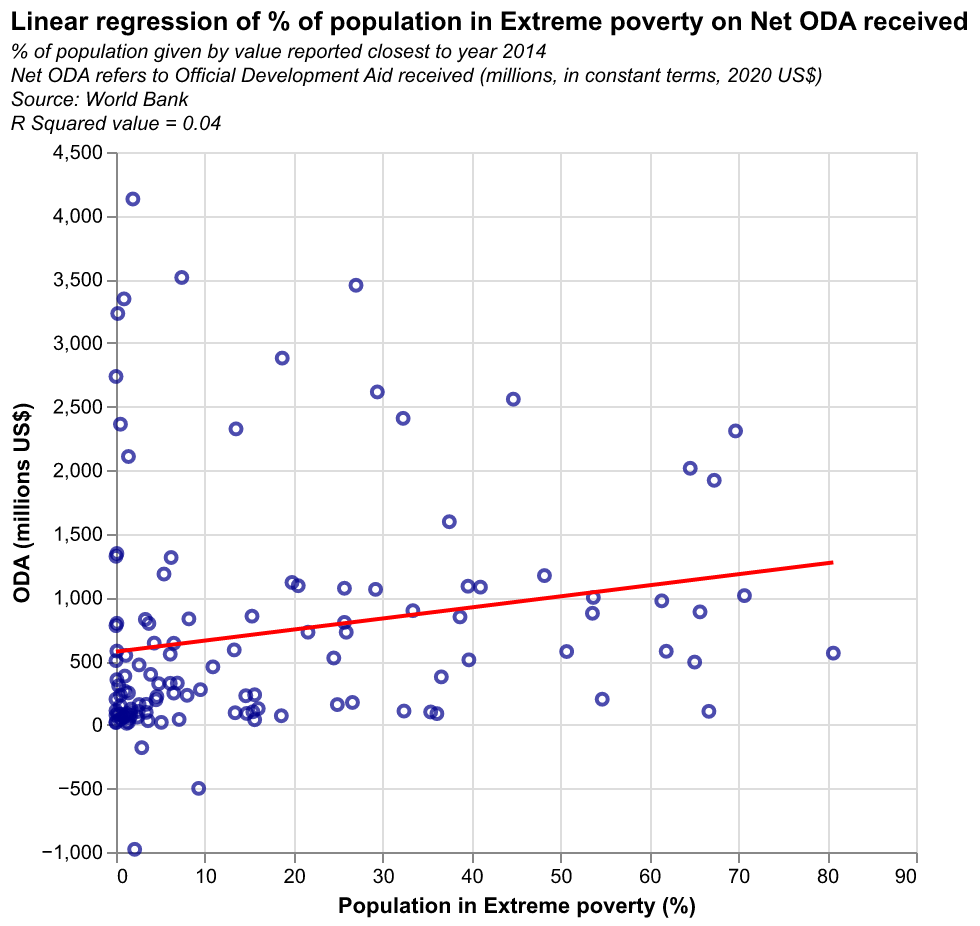 Linear regression of % of population in Extreme poverty on Net ODA received
% of population given by value reported closest to year 2014
Net ODA refers to Official Development Aid received (millions, in constant terms, 2020 US$)
Source: World Bank
R Squared value = 0.04
4,500
4,000
3,500
3,000
2,500
2,000
1,500
1,000
500
0
−500
−1,000
ODA (millions US$)
0 10 20 30 40 50 60 70 80 90
Population in Extreme poverty (%)